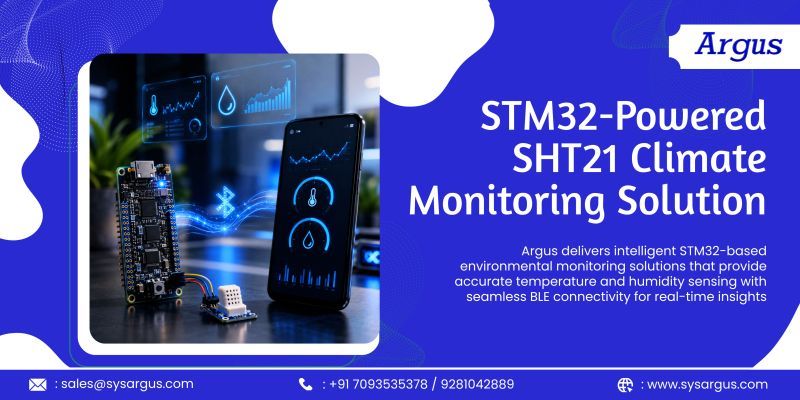 Argus
STM32-Powered
SHT21 Climate
Monitoring Solution
Argus delivers intelligent STM32-based
environmental monitoring solutions that provide
accurate temperature and humidity sensing with
seamless BLE connectivity for real-time insights
: sales@sysargus.com
: +91 7093535378 / 9281042889
: www.sysargus.com